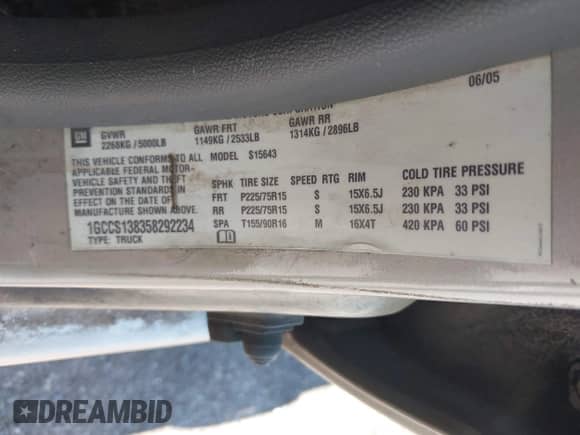 06/05
CORPORATION
GM GVWR GAWR FRT GAWR RR
2268KG / 5000LB 1149KG / 2533LB 1314KG / 2896LB
THIS VEHICLE CONFORMS TO ALL MODEL S15643
APPLICABLE FEDERAL MOTOR-
VEHICLE SAFETY AND THEFT SPHK TIRE SIZE SPEED RTG RIM COLD TIRE PRESSURE
PREVENTION STANDARDS IN FRT P225/75R15 S 15X6.5J 230 KPA 33 PSI
EFFECT ON THE DATE OF
MANUFACTURE SHOWN ABOVE. RR P225/75R15 S 15X6.5J 230 KPA 33 PSI
1GCCS138358292234 SPA T155/90R16 M 16X4T 420 KPA 60 PSI
TYPE: TRUCK
DREAMBID